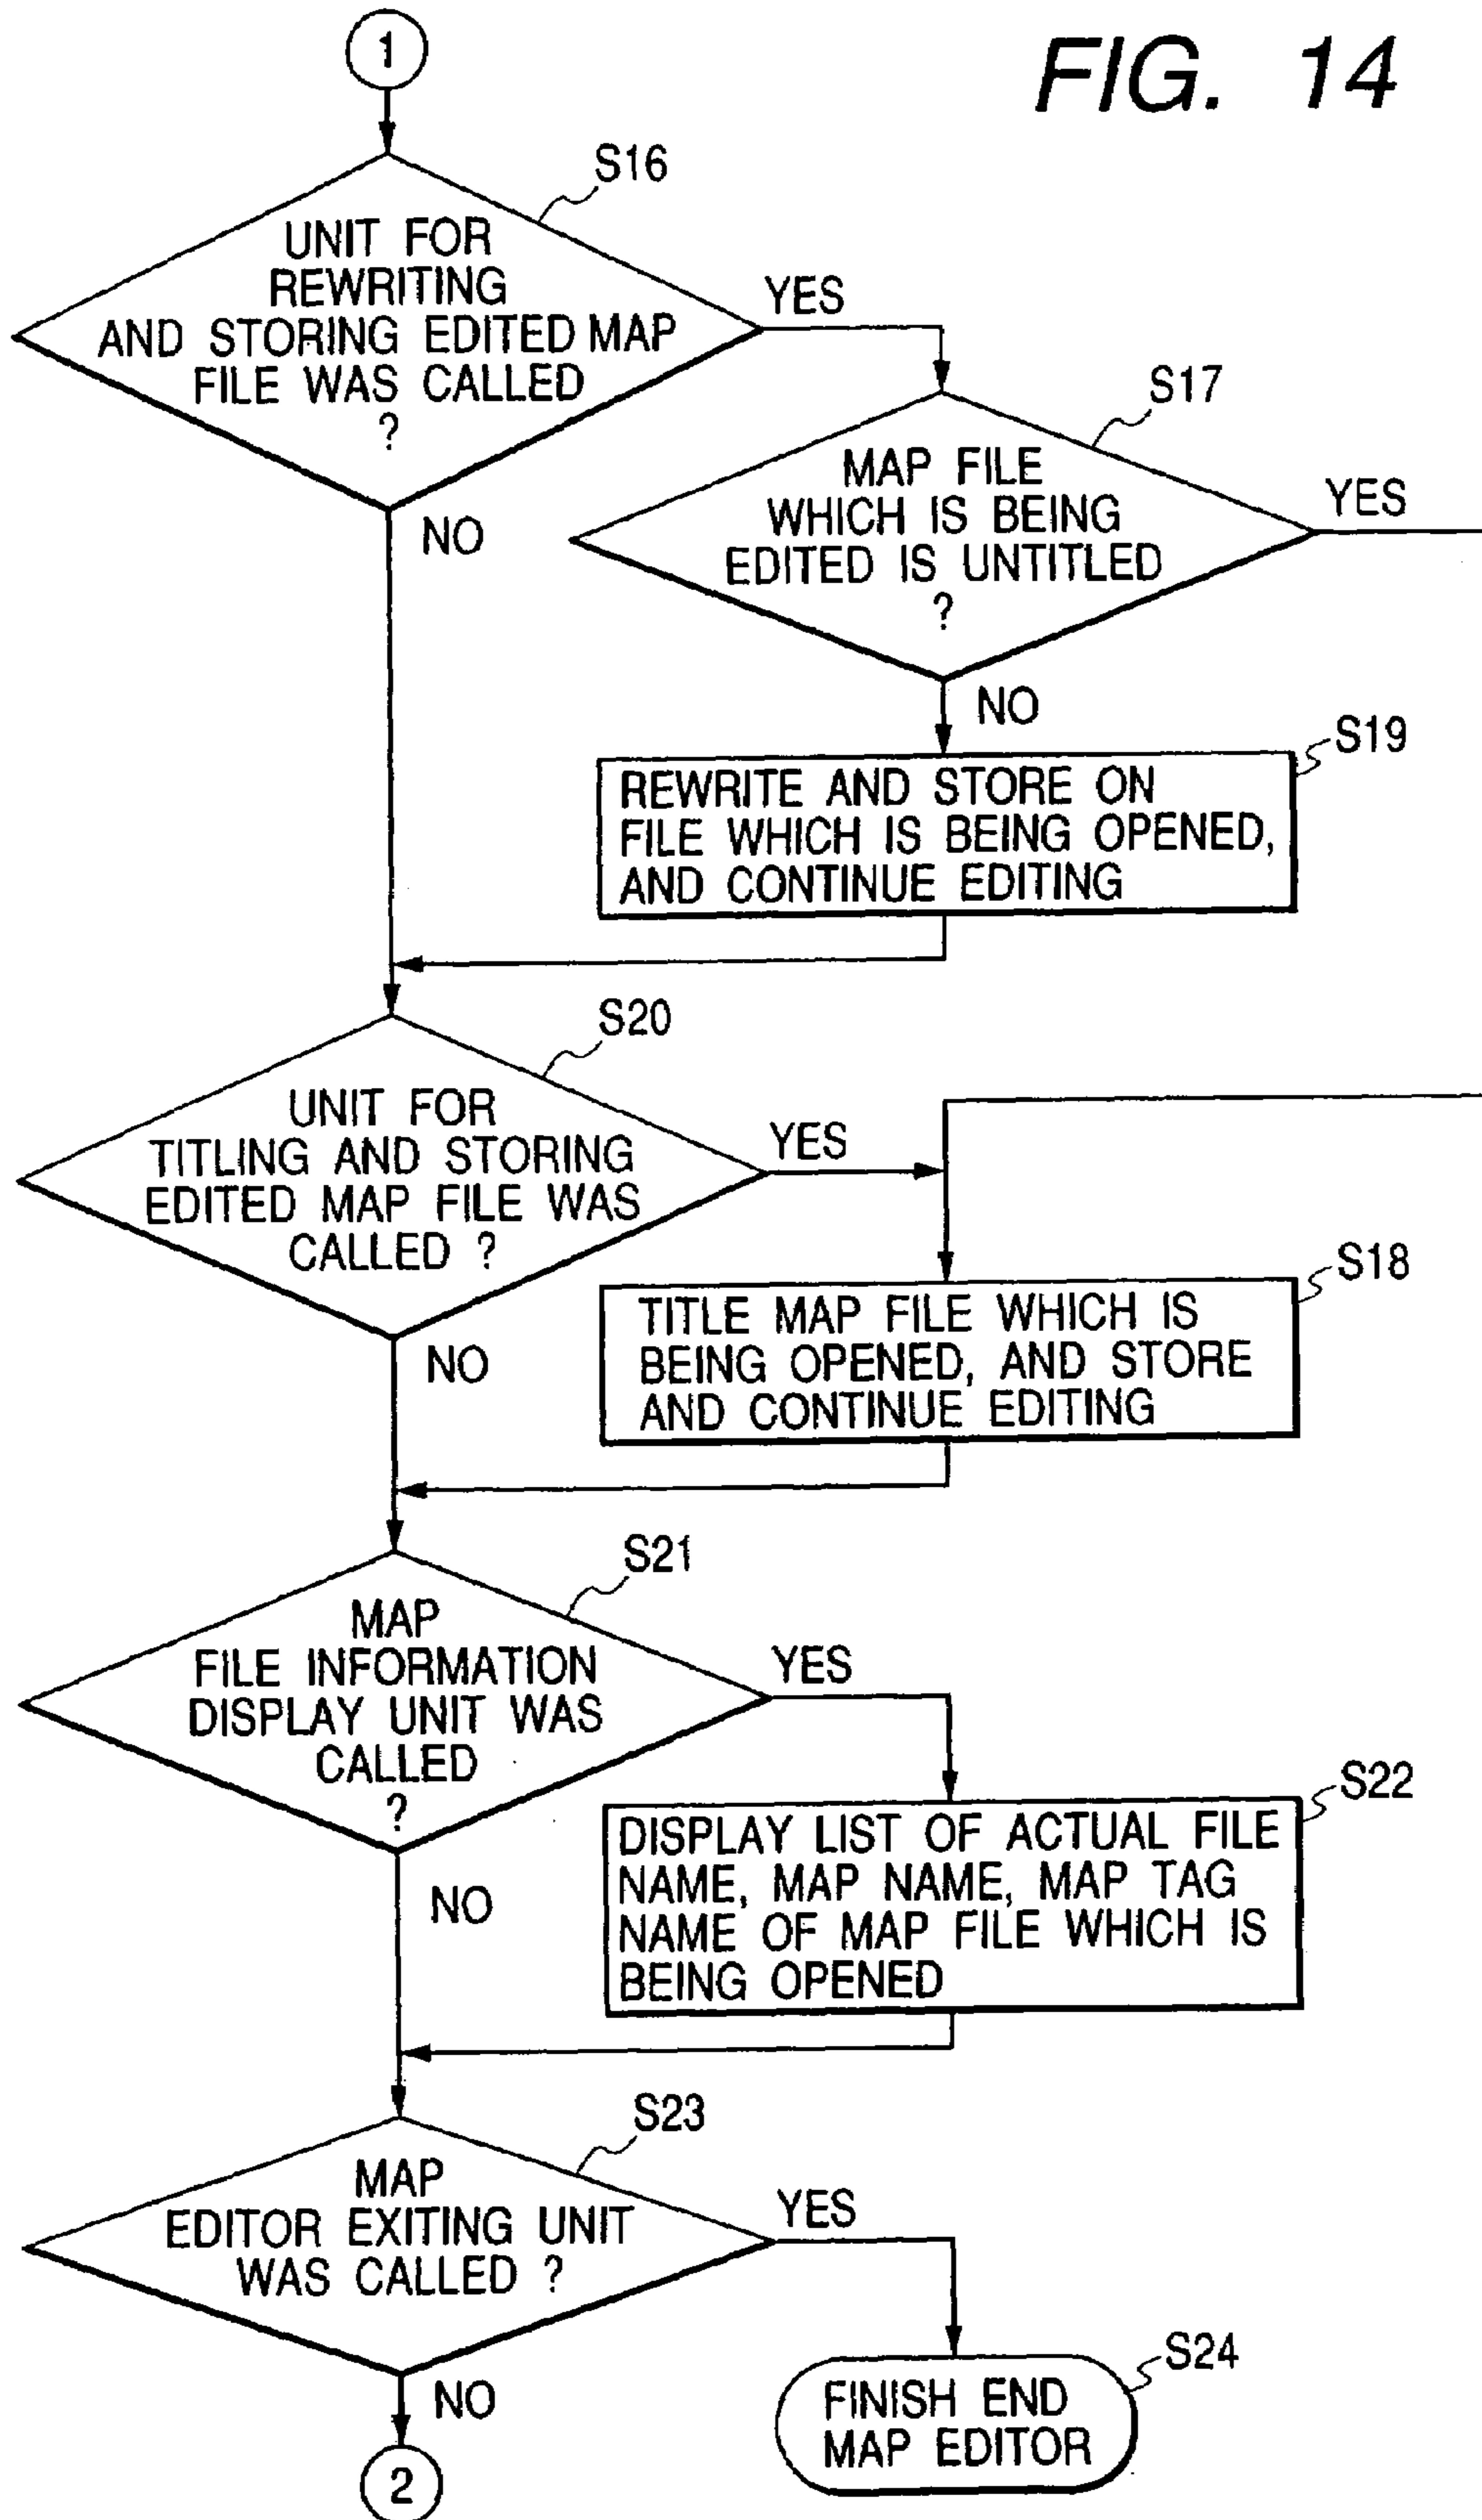 1
FIG. 14
S16
UNIT FOR
REWRITING
AND STORING EDITED MAP
FILE WAS CALLED
?
YES
NO
S17
MAP FILE
WHICH IS BEING
EDITED IS UNTITLED
?
YES
NO
S19
REWRITE AND STORE ON
FILE WHICH IS BEING OPENED,
AND CONTINUE EDITING
S20
UNIT FOR
TITLING AND STORING
EDITED MAP FILE WAS
CALLED ?
YES
NO
S18
TITLE MAP FILE WHICH IS
BEING OPENED, AND STORE
AND CONTINUE EDITING
S21
MAP
FILE INFORMATION
DISPLAY UNIT WAS
CALLED
?
YES
NO
S22
DISPLAY LIST OF ACTUAL FILE
NAME, MAP NAME, MAP TAG
NAME OF MAP FILE WHICH IS
BEING OPENED
S23
MAP
EDITOR EXITING UNIT
WAS CALLED ?
YES
NO
S24
FINISH END
MAP EDITOR
2